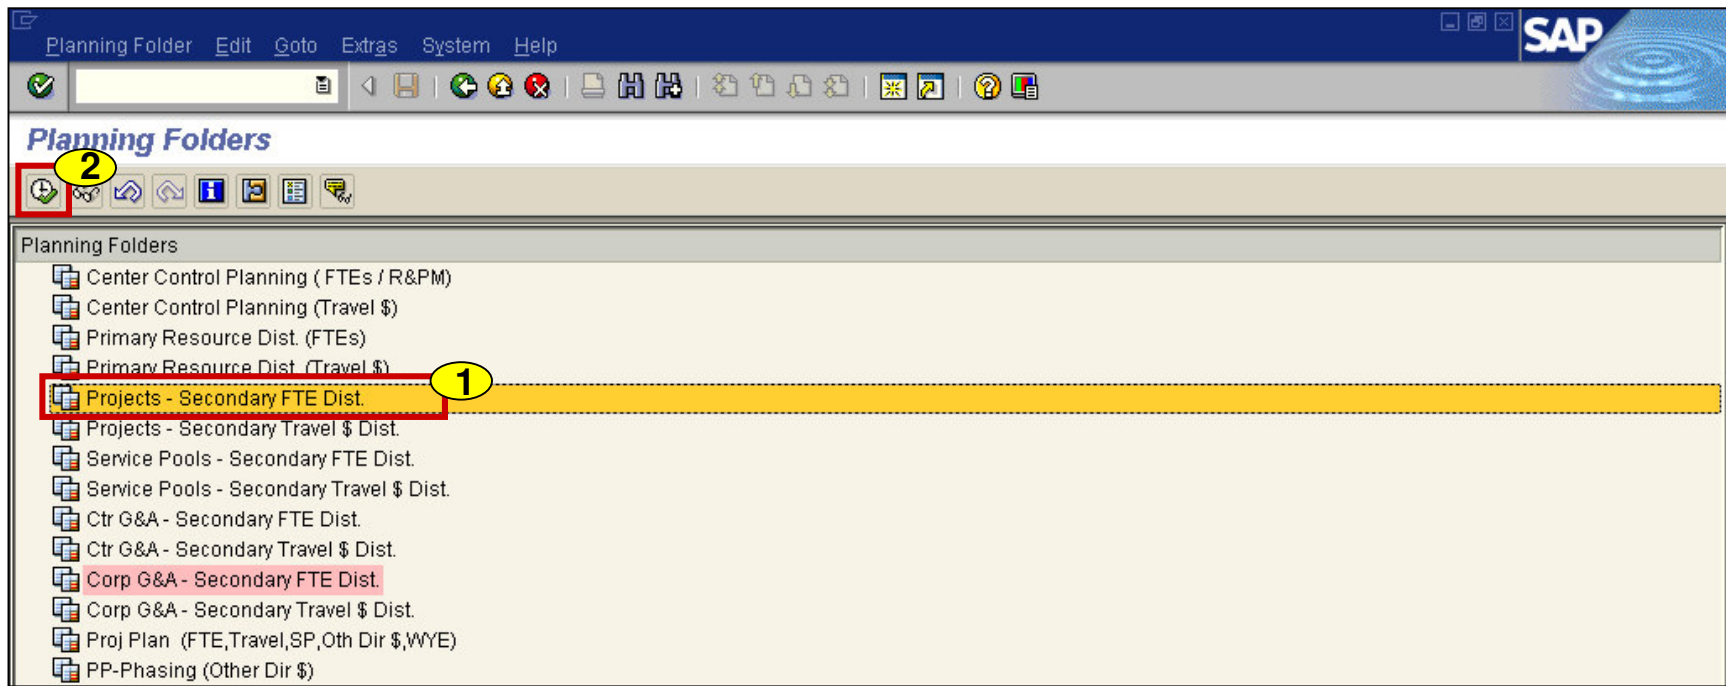 Planning Folder Edit Goto Extras System Help
SAP
Planning Folders
2
Planning Folders
Center Control Planning ( FTEs / R&PM)
Center Control Planning (Travel $)
Primary Resource Dist. (FTEs)
Primary Resource Dist. (Travel $)
1
Projects - Secondary FTE Dist.
Projects - Secondary Travel $ Dist.
Service Pools - Secondary FTE Dist.
Service Pools - Secondary Travel $ Dist.
Ctr G&A - Secondary FTE Dist.
Ctr G&A - Secondary Travel $ Dist.
Corp G&A - Secondary FTE Dist.
Corp G&A - Secondary Travel $ Dist.
Proj Plan (FTE,Travel,SP,Oth Dir $,WYE)
PP-Phasing (Other Dir $)